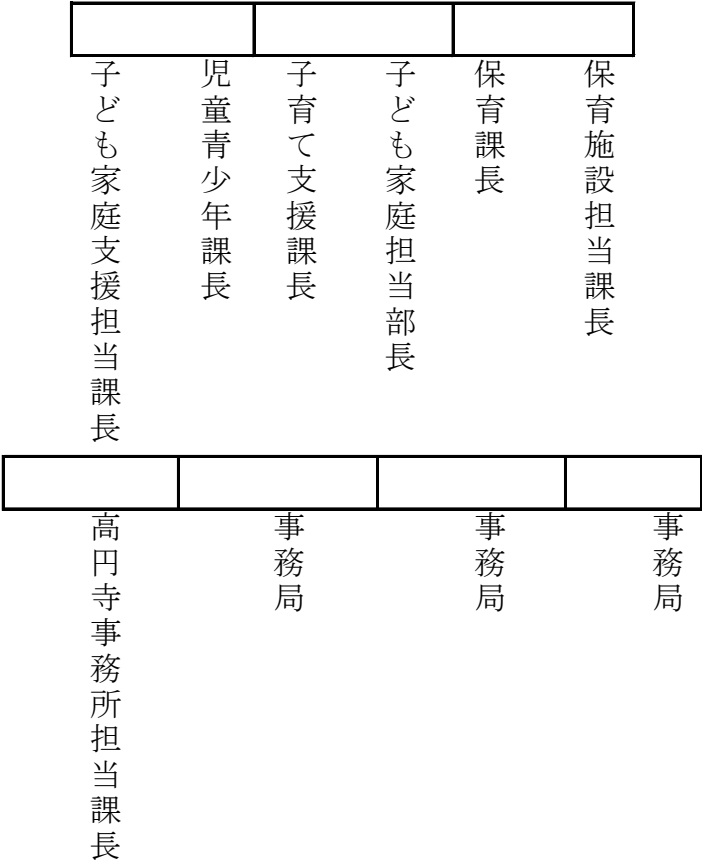 保育施設担当課長
保育課長
子ども家庭担当部長
子育て支援課長
児童青少年課長
子ども家庭支援担当課長
事務局
事務局
事務局
高円寺事務所担当課長